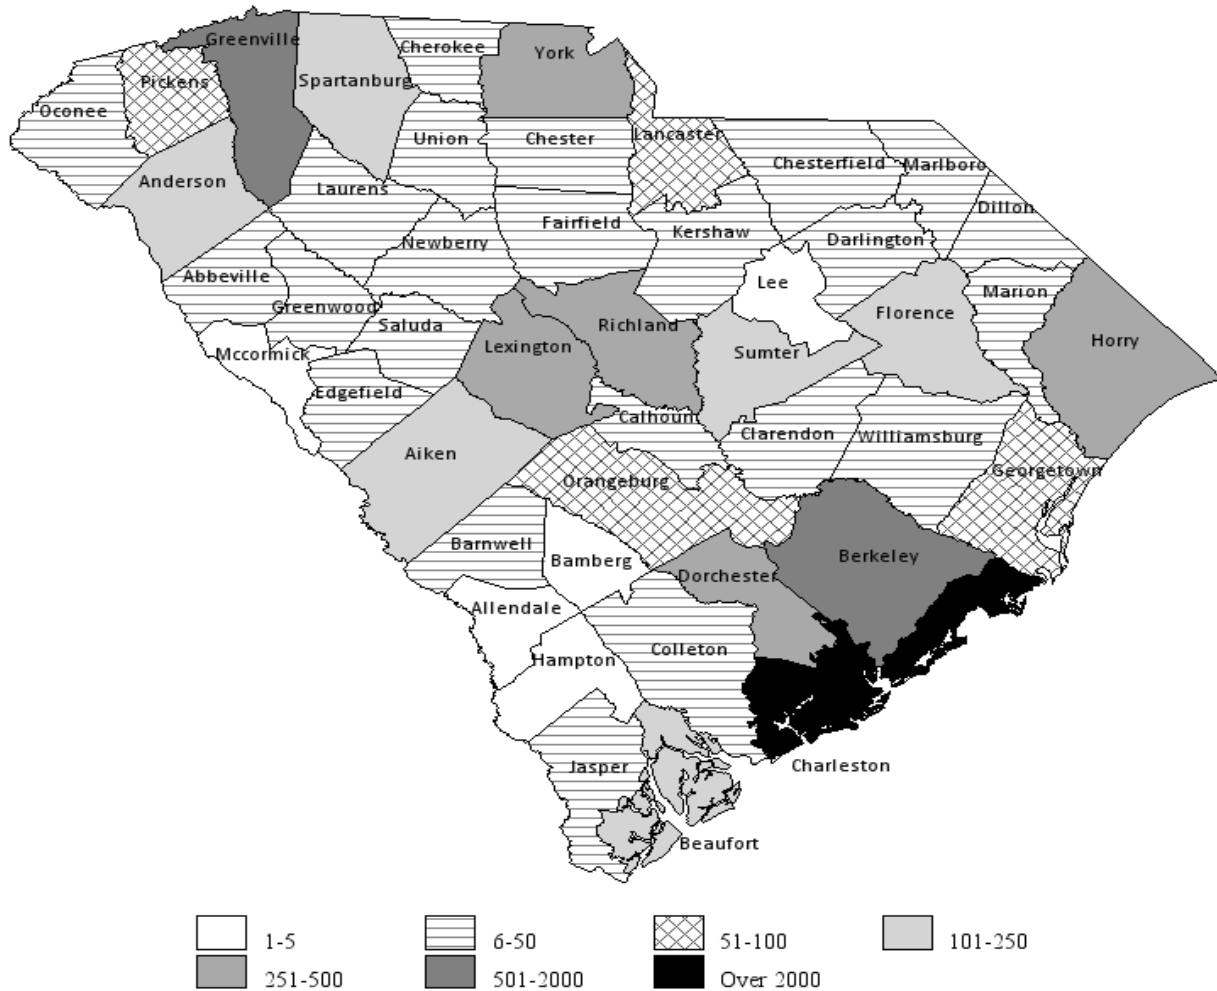 Greenville
Cherokee
York
Pickens
Spartanburg
Oconee
Union
Chester
Lancaster
Chesterfield
Marlboro
Anderson
Laurens
Dillon
Fairfield
Kershaw
Newberry
Darlington
Abbeville
Lee
Marion
Greenwood
Saluda
Richland
Florence
Horry
Mccormick
Lexington
Sumter
Edgefield
Calhoun
Clarendon
Williamsburg
Aiken
Georgetown
Orangeburg
Barnwell
Bamberg
Berkeley
Dorchester
Allendale
Colleton
Hampton
Charleston
Jasper
Beaufort
1-5
6-50
51-100
101-250
251-500
501-2000
Over 2000